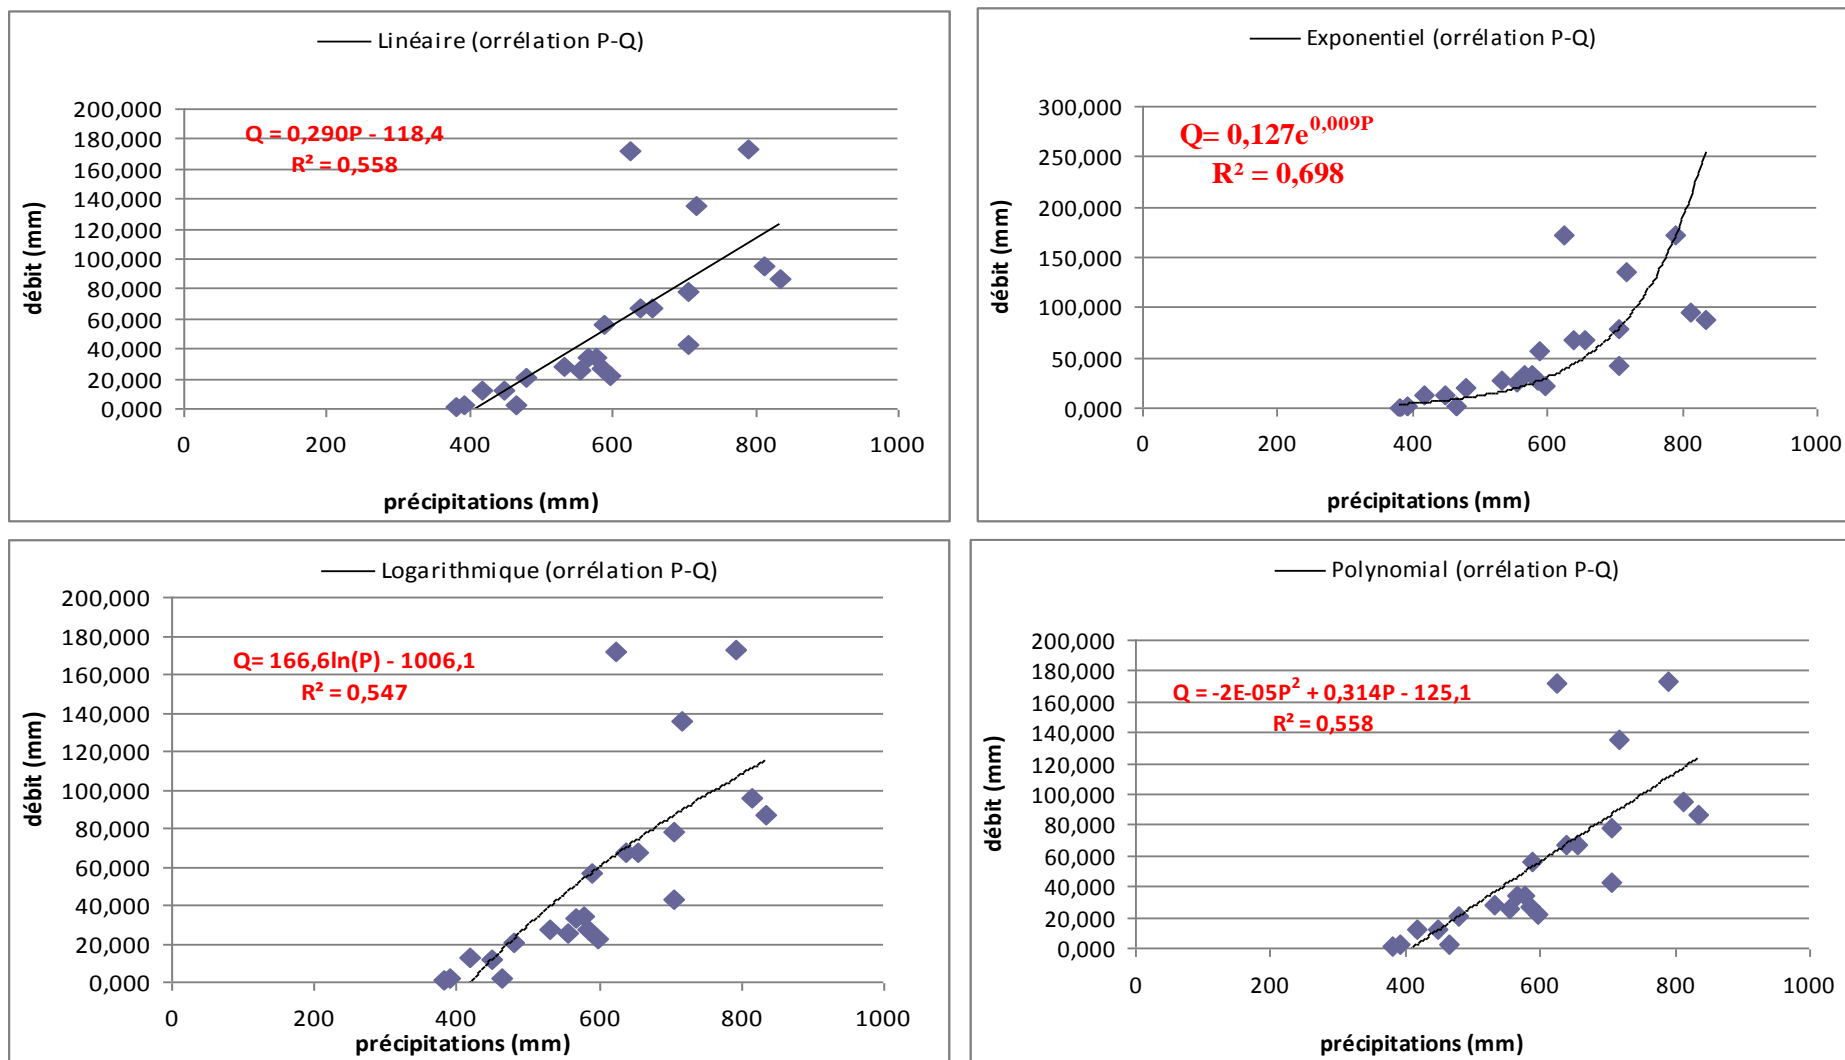 Linéaire (orrélation P-Q)
200,000
180,000
160,000
140,000
120,000
100,000
80,000
60,000
40,000
20,000
0,000
Q = 0,290P - 118,4
R² = 0,558
débit (mm)
0 200 400 600 800 1000
précipitations (mm)
Exponentiel (orrélation P-Q)
300,000
250,000
200,000
150,000
100,000
50,000
0,000
Q= 0,127e^0,009P
R² = 0,698
débit (mm)
0 200 400 600 800 1000
précipitations (mm)
Logarithmique (orrélation P-Q)
200,000
180,000
160,000
140,000
120,000
100,000
80,000
60,000
40,000
20,000
0,000
Q= 166,6ln(P) - 1006,1
R² = 0,547
débit (mm)
0 200 400 600 800 1000
précipitations (mm)
Polynomial (orrélation P-Q)
200,000
180,000
160,000
140,000
120,000
100,000
80,000
60,000
40,000
20,000
0,000
Q = -2E-05P² + 0,314P - 125,1
R² = 0,558
débit (mm)
0 200 400 600 800 1000
précipitations (mm)